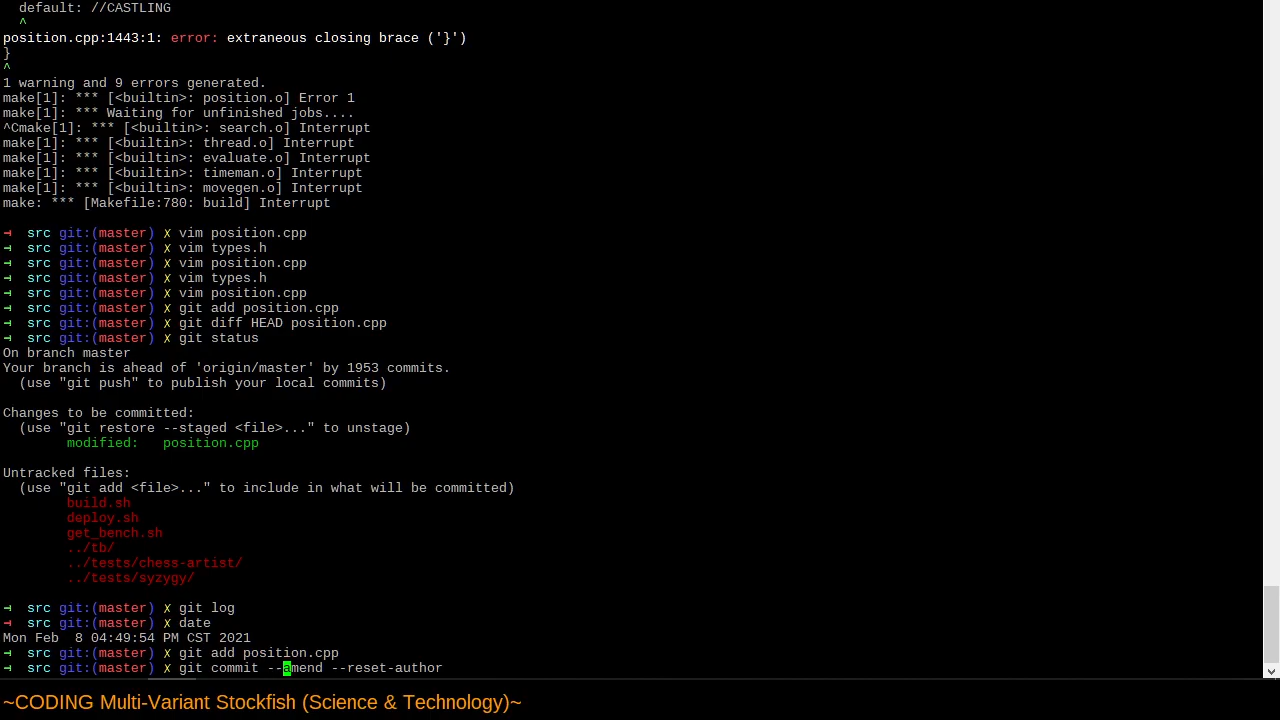 default: //CASTLING
^
position.cpp:1443:1: error: extraneous closing brace ('}')
}
^
1 warning and 9 errors generated.
make[1]: *** [<builtin>: position.o] Error 1
make[1]: *** Waiting for unfinished jobs....
^Cmake[1]: *** [<builtin>: search.o] Interrupt
make[1]: *** [<builtin>: thread.o] Interrupt
make[1]: *** [<builtin>: evaluate.o] Interrupt
make[1]: *** [<builtin>: timeman.o] Interrupt
make[1]: *** [<builtin>: movegen.o] Interrupt
make: *** [Makefile:780: build] Interrupt
⊣ src git:(master) ✗ vim position.cpp
⊣ src git:(master) ✗ vim types.h
⊣ src git:(master) ✗ vim position.cpp
⊣ src git:(master) ✗ vim types.h
⊣ src git:(master) ✗ vim position.cpp
⊣ src git:(master) ✗ git add position.cpp
⊣ src git:(master) ✗ git diff HEAD position.cpp
⊣ src git:(master) ✗ git status
On branch master
Your branch is ahead of 'origin/master' by 1953 commits.
(use "git push" to publish your local commits)
Changes to be committed:
(use "git restore --staged <file>..." to unstage)
modified:   position.cpp
Untracked files:
(use "git add <file>..." to include in what will be committed)
build.sh
deploy.sh
get_bench.sh
../tb/
../tests/chess-artist/
../tests/syzygy/
⊣ src git:(master) ✗ git log
⊣ src git:(master) ✗ date
Mon Feb  8 04:49:54 PM CST 2021
⊣ src git:(master) ✗ git add position.cpp
⊣ src git:(master) ✗ git commit --amend --reset-author
~CODING Multi-Variant Stockfish (Science & Technology)~